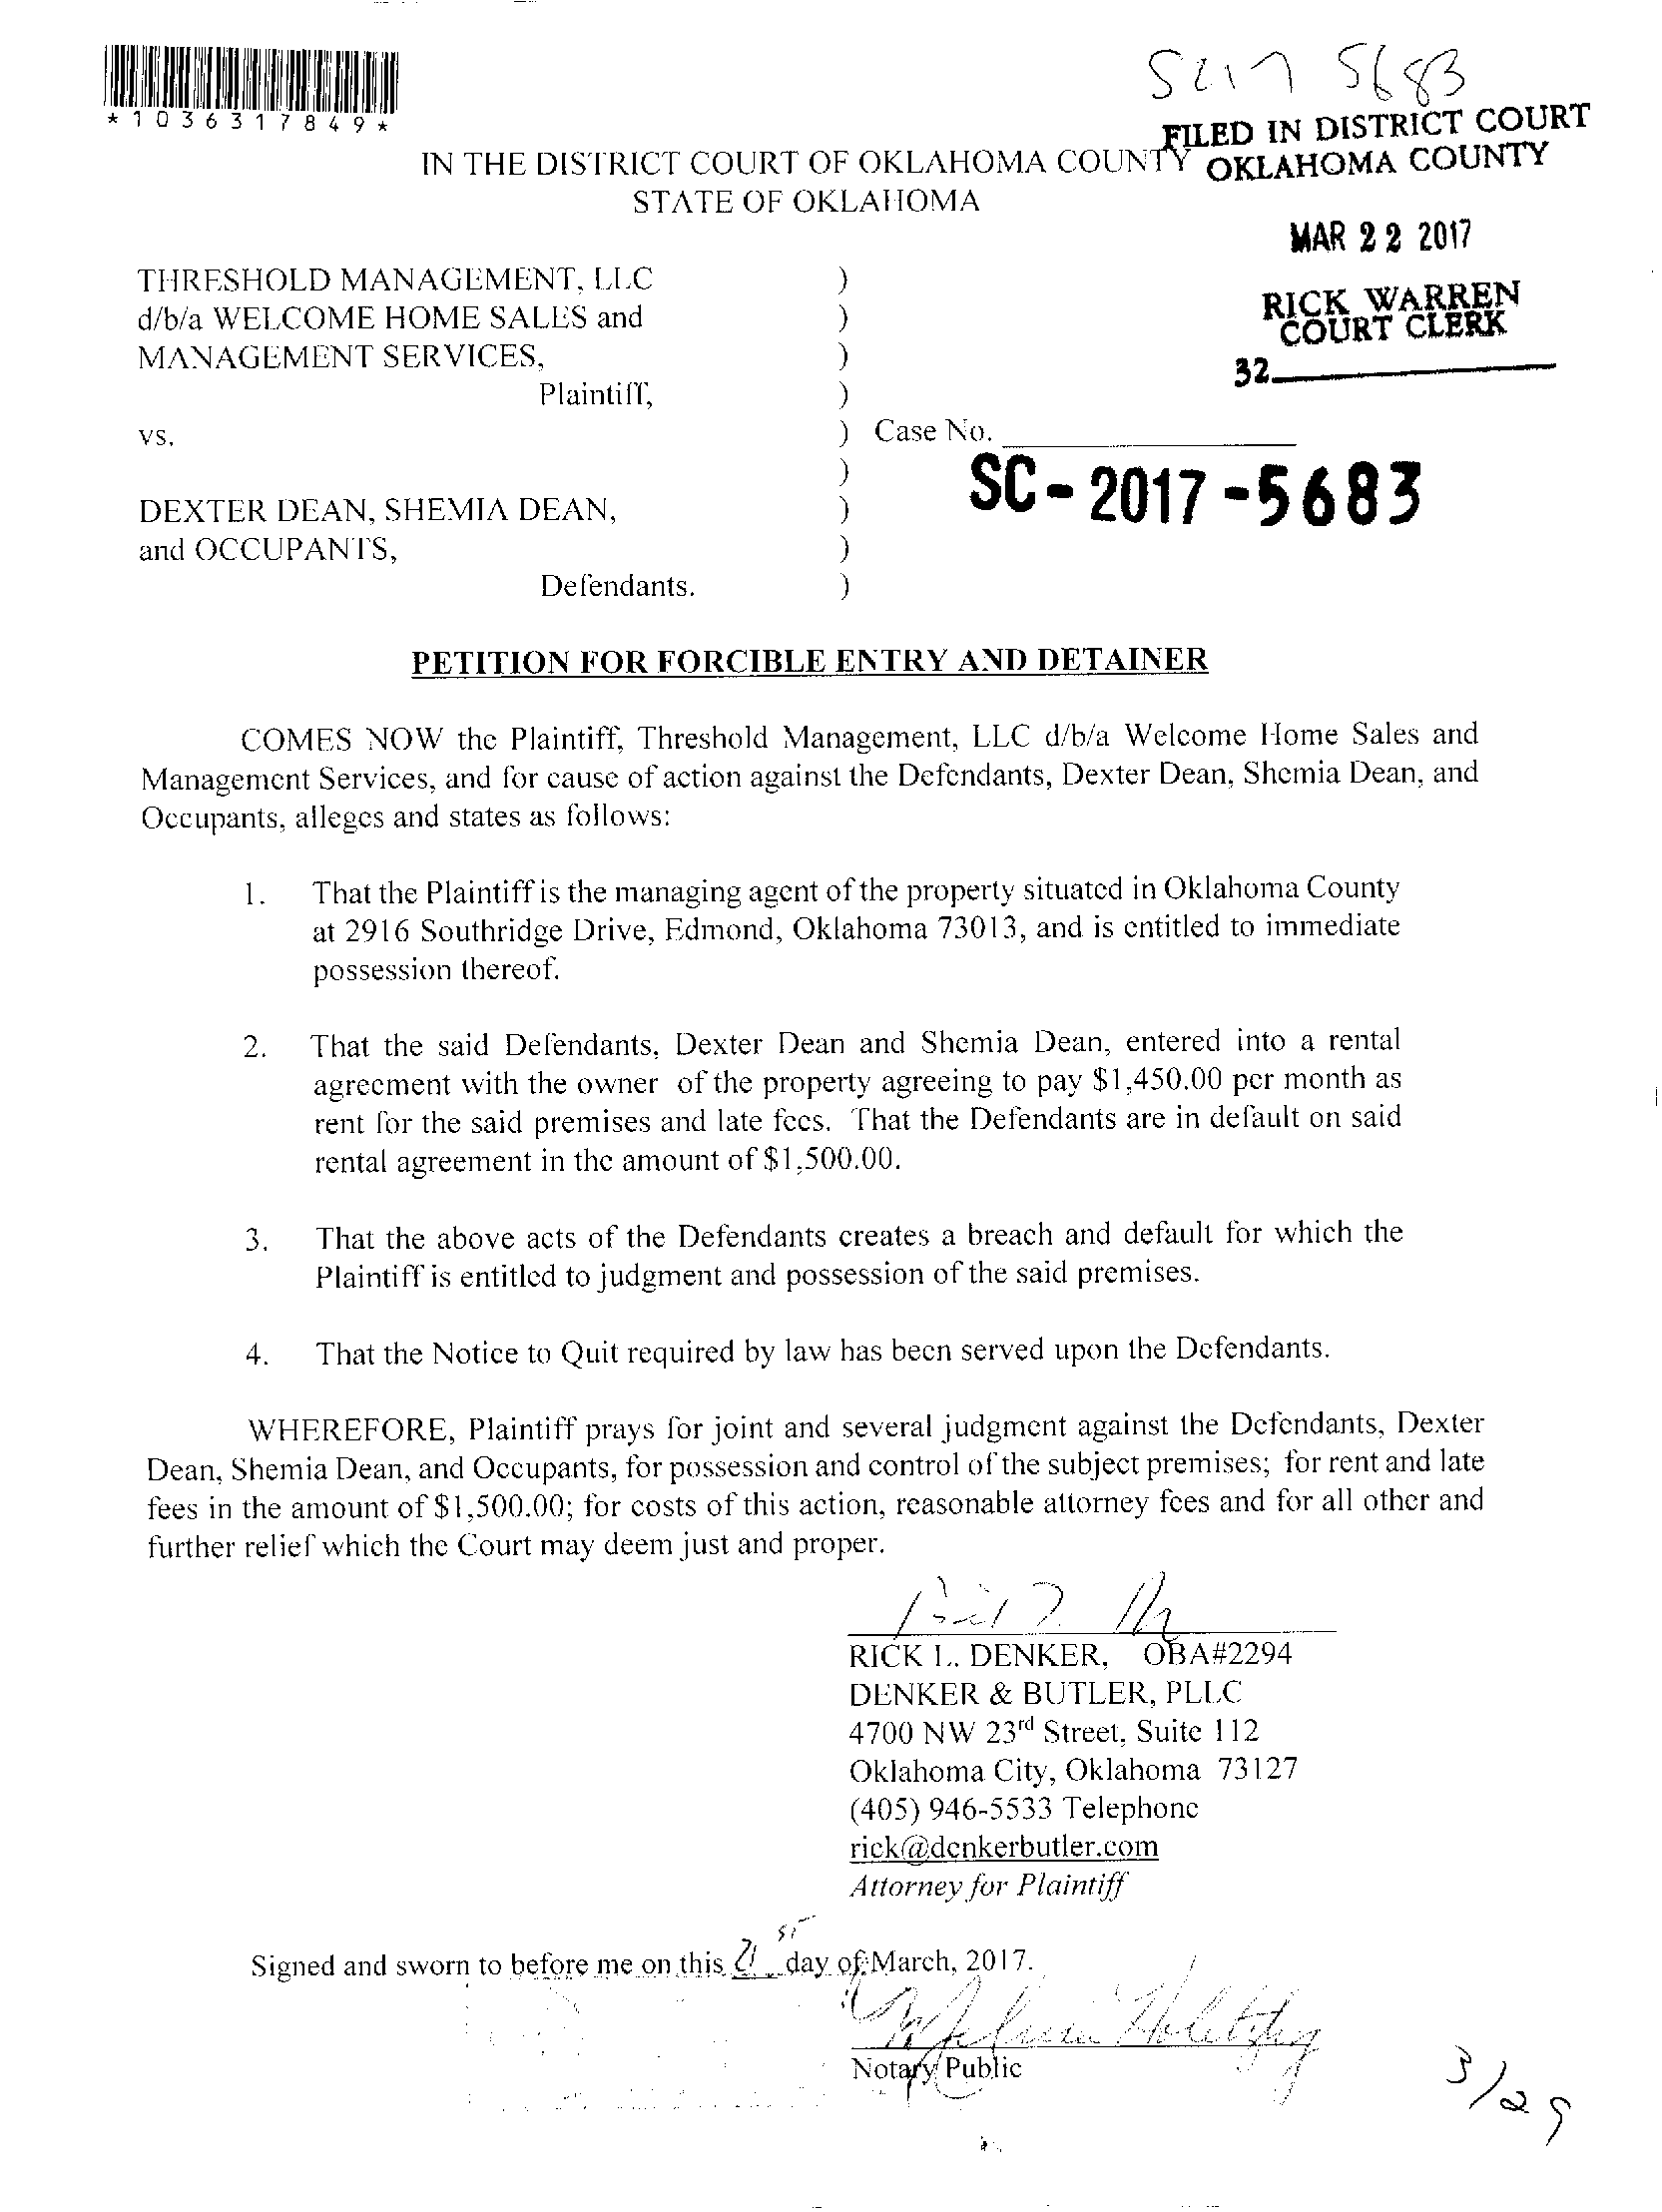 SC17 5683
*1036317849*
FILED IN DISTRICT COURT
OKLAHOMA COUNTY
IN THE DISTRICT COURT OF OKLAHOMA COUNTY
STATE OF OKLAHOMA
MAR 22 2017
RICK WARREN
COURT CLERK
32
THRESHOLD MANAGEMENT, LLC )
d/b/a WELCOME HOME SALES and )
MANAGEMENT SERVICES, )
Plaintiff, )
vs. ) Case No.
)
SC-2017-5683
DEXTER DEAN, SHEMIA DEAN, )
and OCCUPANTS, )
Defendants. )
PETITION FOR FORCIBLE ENTRY AND DETAINER
COMES NOW the Plaintiff, Threshold Management, LLC d/b/a Welcome Home Sales and
Management Services, and for cause of action against the Defendants, Dexter Dean, Shemia Dean, and
Occupants, alleges and states as follows:
1. That the Plaintiff is the managing agent of the property situated in Oklahoma County
at 2916 Southridge Drive, Edmond, Oklahoma 73013, and is entitled to immediate
possession thereof.
2. That the said Defendants, Dexter Dean and Shemia Dean, entered into a rental
agreement with the owner of the property agreeing to pay $1,450.00 per month as
rent for the said premises and late fees. That the Defendants are in default on said
rental agreement in the amount of $1,500.00.
3. That the above acts of the Defendants creates a breach and default for which the
Plaintiff is entitled to judgment and possession of the said premises.
4. That the Notice to Quit required by law has been served upon the Defendants.
WHEREFORE, Plaintiff prays for joint and several judgment against the Defendants, Dexter
Dean, Shemia Dean, and Occupants, for possession and control of the subject premises; for rent and late
fees in the amount of $1,500.00; for costs of this action, reasonable attorney fees and for all other and
further relief which the Court may deem just and proper.
RICK L. DENKER, OBA#2294
DENKER & BUTLER, PLLC
4700 NW 23rd Street, Suite 112
Oklahoma City, Oklahoma 73127
(405) 946-5533 Telephone
rick@denkerbutler.com
Attorney for Plaintiff
Signed and sworn to before me on this 21st day of March, 2017.
Notary Public
3/29